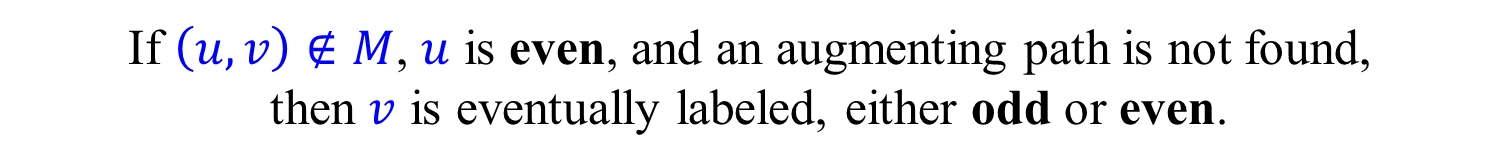 If (u, v) ∉ M, u is even, and an augmenting path is not found,
then v is eventually labeled, either odd or even.